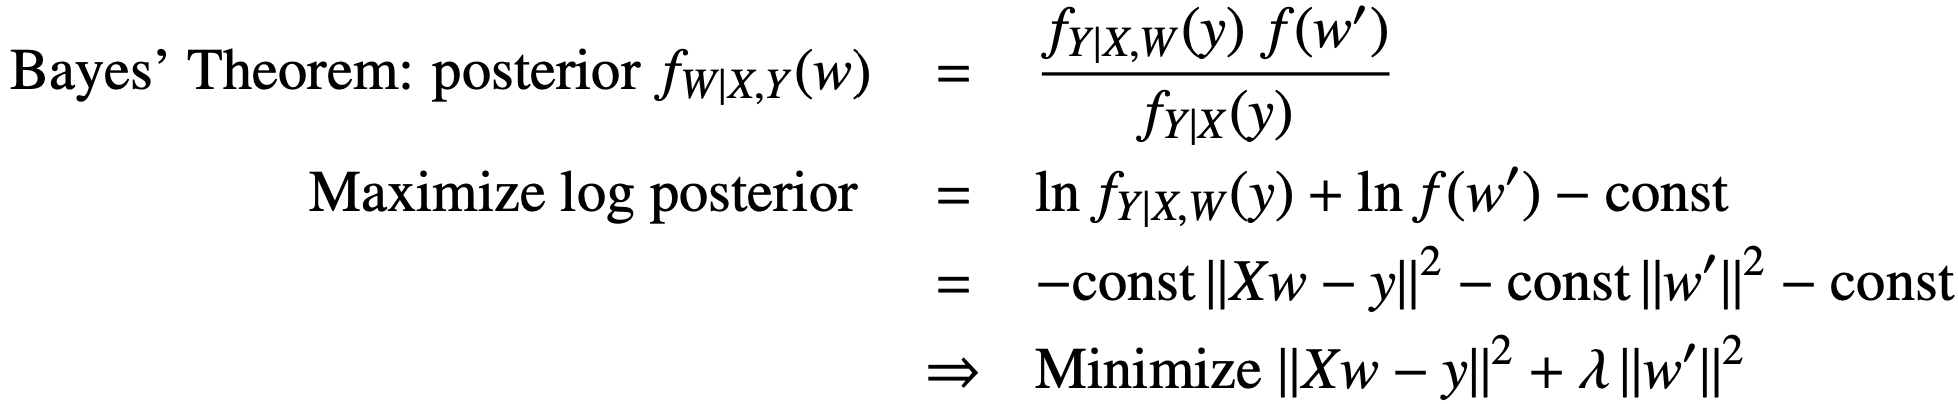 Bayes’ Theorem: posterior f_{W|X,Y}(w) = \frac{f_{Y|X,W}(y) f(w′)}{f_{Y|X}(y)}
Maximize log posterior = ln f_{Y|X,W}(y) + ln f(w′) − const
= −const ‖Xw − y‖² − const ‖w′‖² − const
⇒ Minimize ‖Xw − y‖² + λ ‖w′‖²